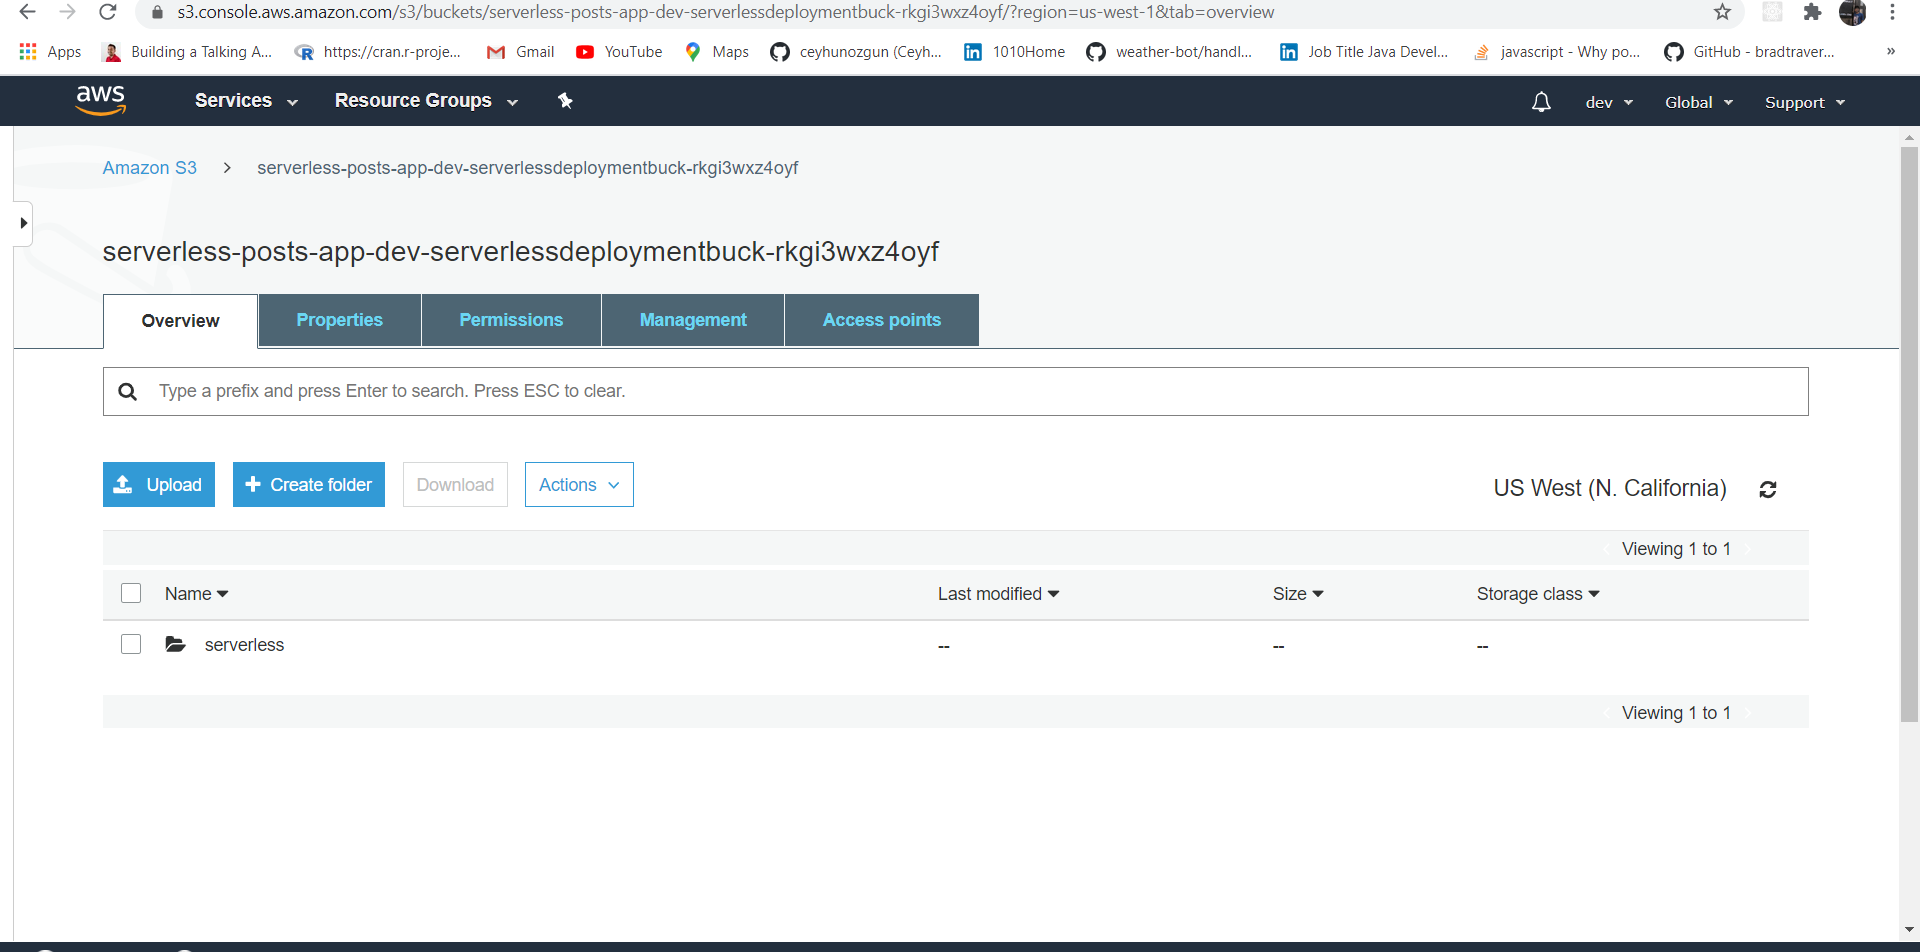 s3.console.aws.amazon.com/s3/buckets/serverless-posts-app-dev-serverlessdeploymentbuck-rkgi3wxz4oyf/?region=us-west-1&tab=overview
Apps Building a Talking A... https://cran.r-proje... Gmail YouTube Maps ceyhunozgun (Ceyh... 1010Home weather-bot/handl... Job Title Java Devel... javascript - Why po... GitHub - bradtraver... »
aws Services Resource Groups dev Global Support
Amazon S3 > serverless-posts-app-dev-serverlessdeploymentbuck-rkgi3wxz4oyf
serverless-posts-app-dev-serverlessdeploymentbuck-rkgi3wxz4oyf
Overview Properties Permissions Management Access points
Type a prefix and press Enter to search. Press ESC to clear.
Upload + Create folder Download Actions US West (N. California)
Viewing 1 to 1
Name Last modified Size Storage class
serverless -- -- --
Viewing 1 to 1